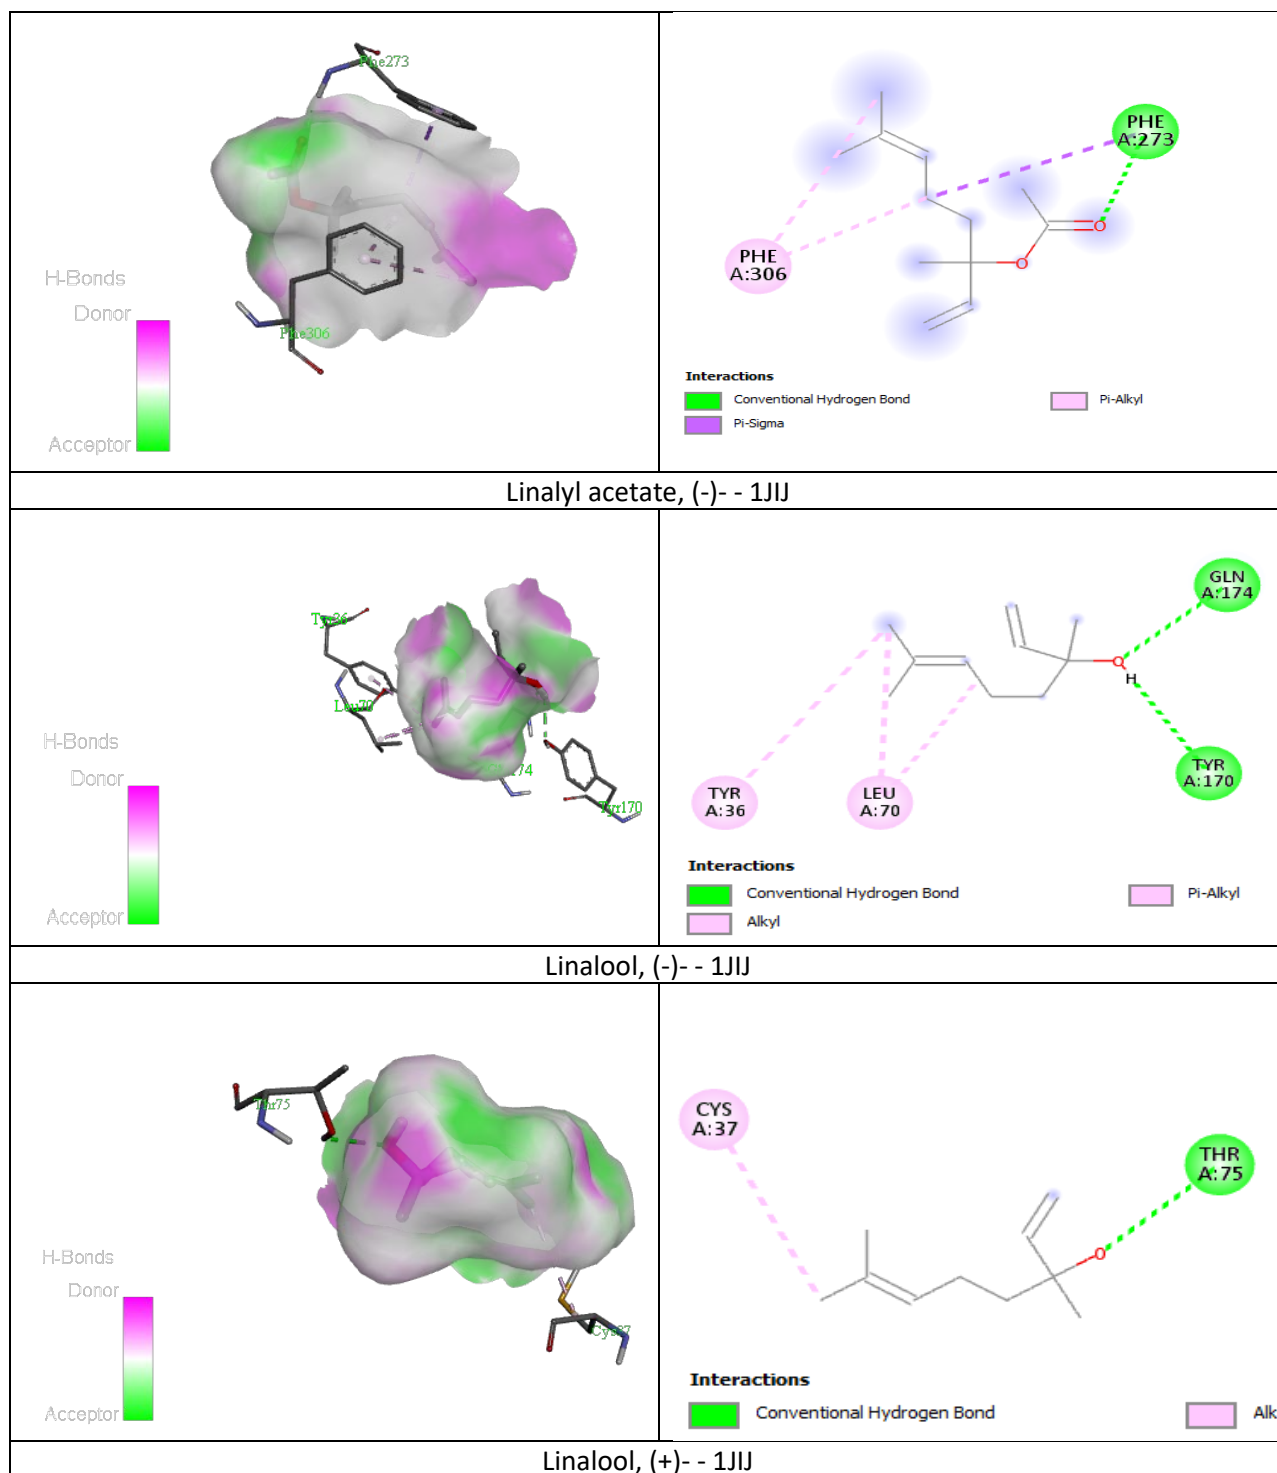 Phe273
H-Bonds
Donor
Phe306
Acceptor
PHE
A:273
PHE
A:306
O
O
Interactions
Conventional Hydrogen Bond
Pi-Alkyl
Pi-Sigma
Linalyl acetate, (-)- - 1JIJ
Tyr36
Leu70
H-Bonds
Donor
174
Tyr170
Acceptor
GLN
A:174
O
H
TYR
A:170
TYR
A:36
LEU
A:70
Interactions
Conventional Hydrogen Bond
Pi-Alkyl
Alkyl
Linalool, (-)- - 1JIJ
Thr75
H-Bonds
Donor
Cys37
Acceptor
CYS
A:37
THR
A:75
O
Interactions
Conventional Hydrogen Bond
Alk
Linalool, (+)- - 1JIJ